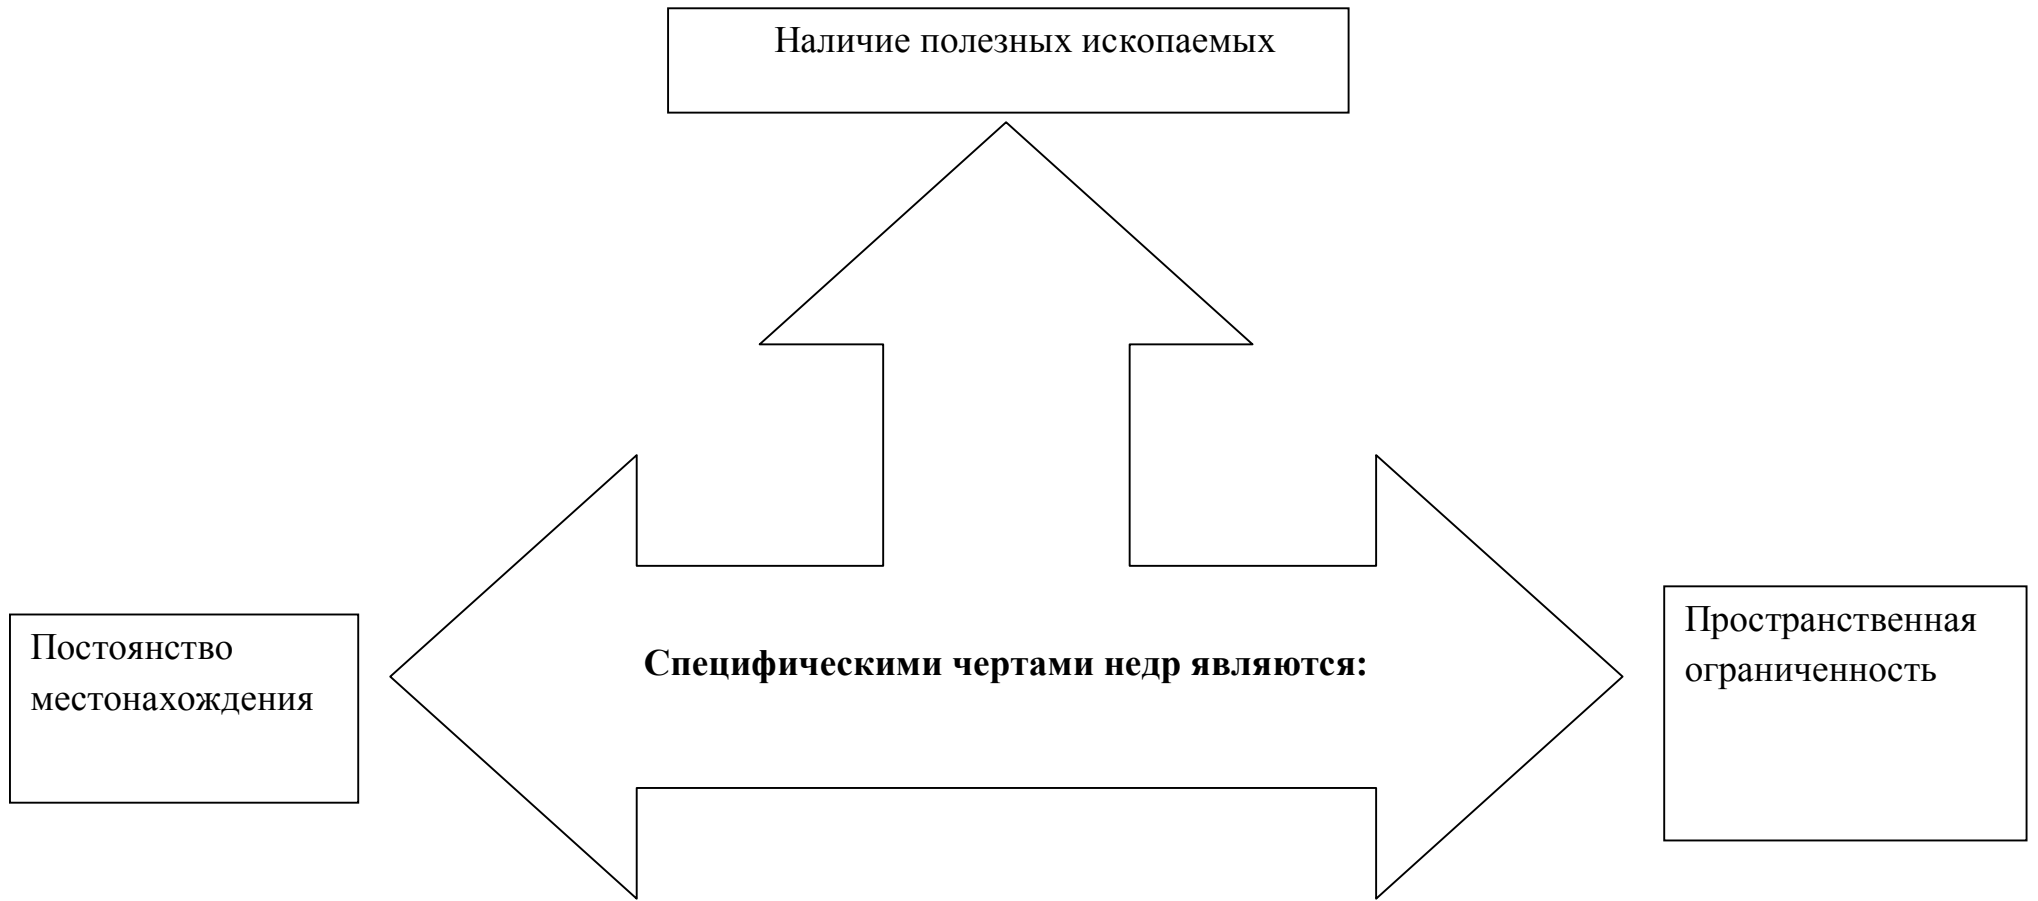 Наличие полезных ископаемых
Постоянство
местонахождения
Специфическими чертами недр являются:
Пространственная
ограниченность